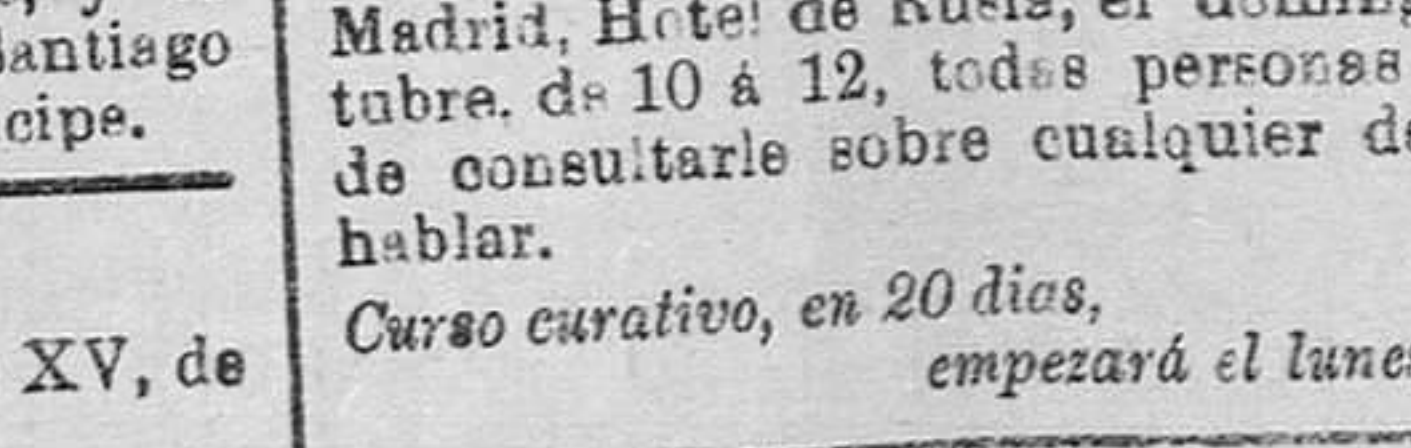 Santiago
cipe.
XV, de
Madrid, Hotel de Rusia, el
tubre. de 10 á 12, todas personas
de consultarle sobre cualquier
hablar.
Curso curativo, en 20 dias,
empezará el lunes